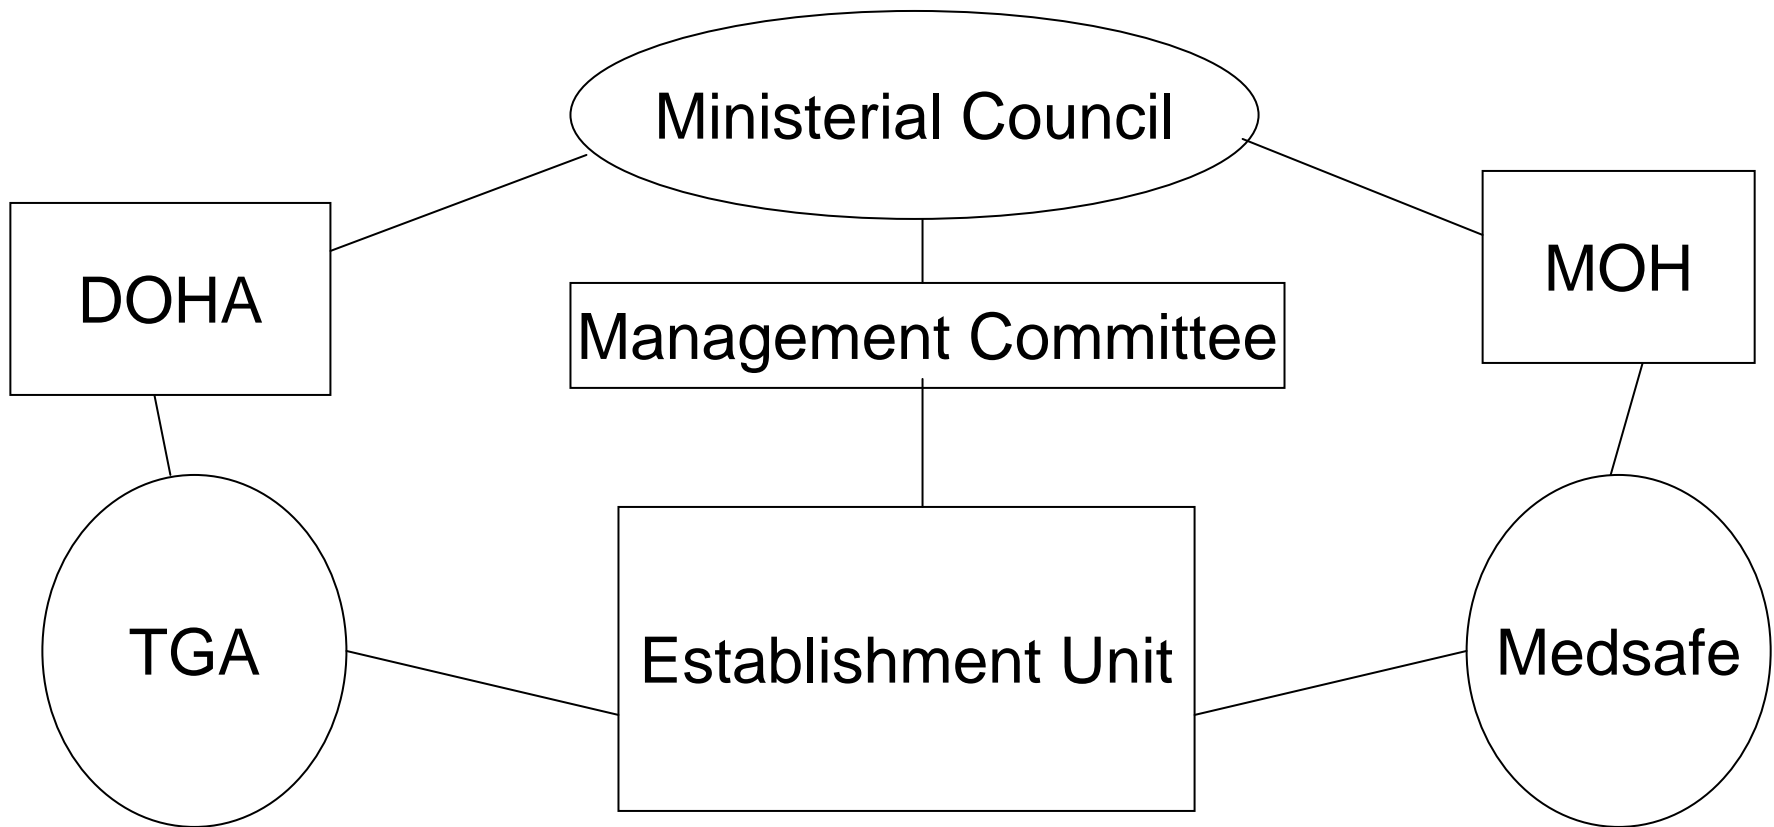 Ministerial Council
DOHA
MOH
Management Committee
TGA
Establishment Unit
Medsafe